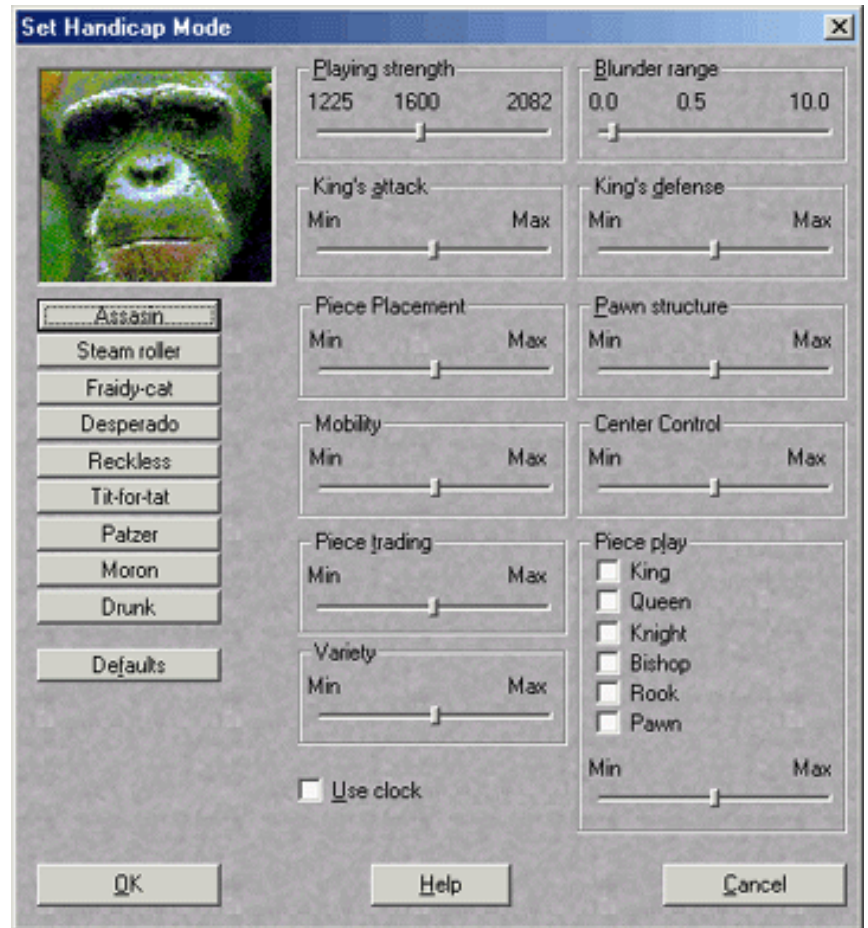 Set Handicap Mode
Playing strength
1225 1600 2082
Blunder range
0.0 0.5 10.0
King's attack
Min Max
King's defense
Min Max
Assasin
Steam roller
Fraidy-cat
Desperado
Reckless
Tit-for-tat
Patzer
Moron
Drunk
Defaults
Piece Placement
Min Max
Pawn structure
Min Max
Mobility
Min Max
Center Control
Min Max
Piece trading
Min Max
Piece play
King
Queen
Knight
Bishop
Rook
Pawn
Min Max
Variety
Min Max
Use clock
OK
Help
Cancel